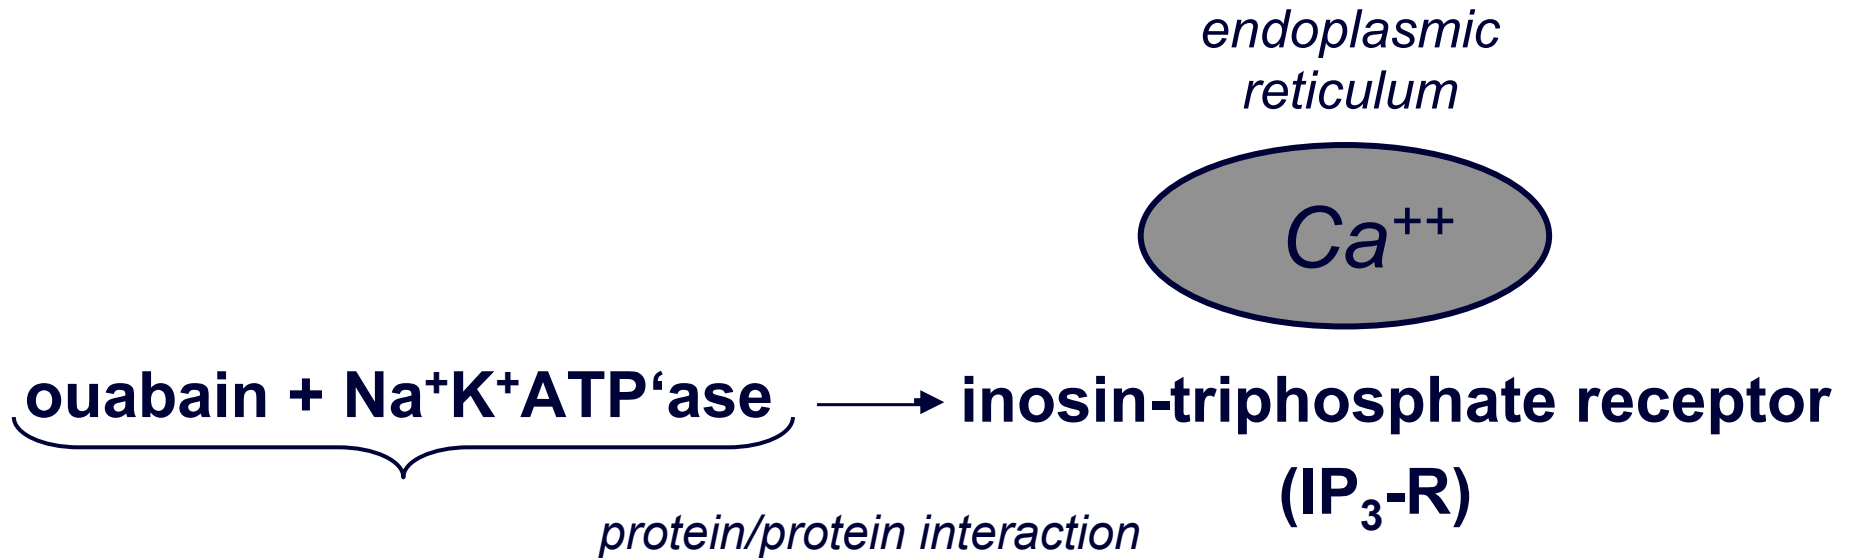 endoplasmic
reticulum
Ca⁺⁺
ouabain + Na⁺K⁺ATP‘ase → inosin-triphosphate receptor
(IP₃-R)
protein/protein interaction